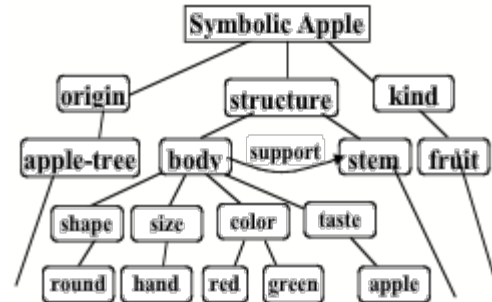 Symbolic Apple
origin
structure
kind
apple-tree
body
support
stem
fruit
shape
size
color
taste
round
hand
red
green
apple